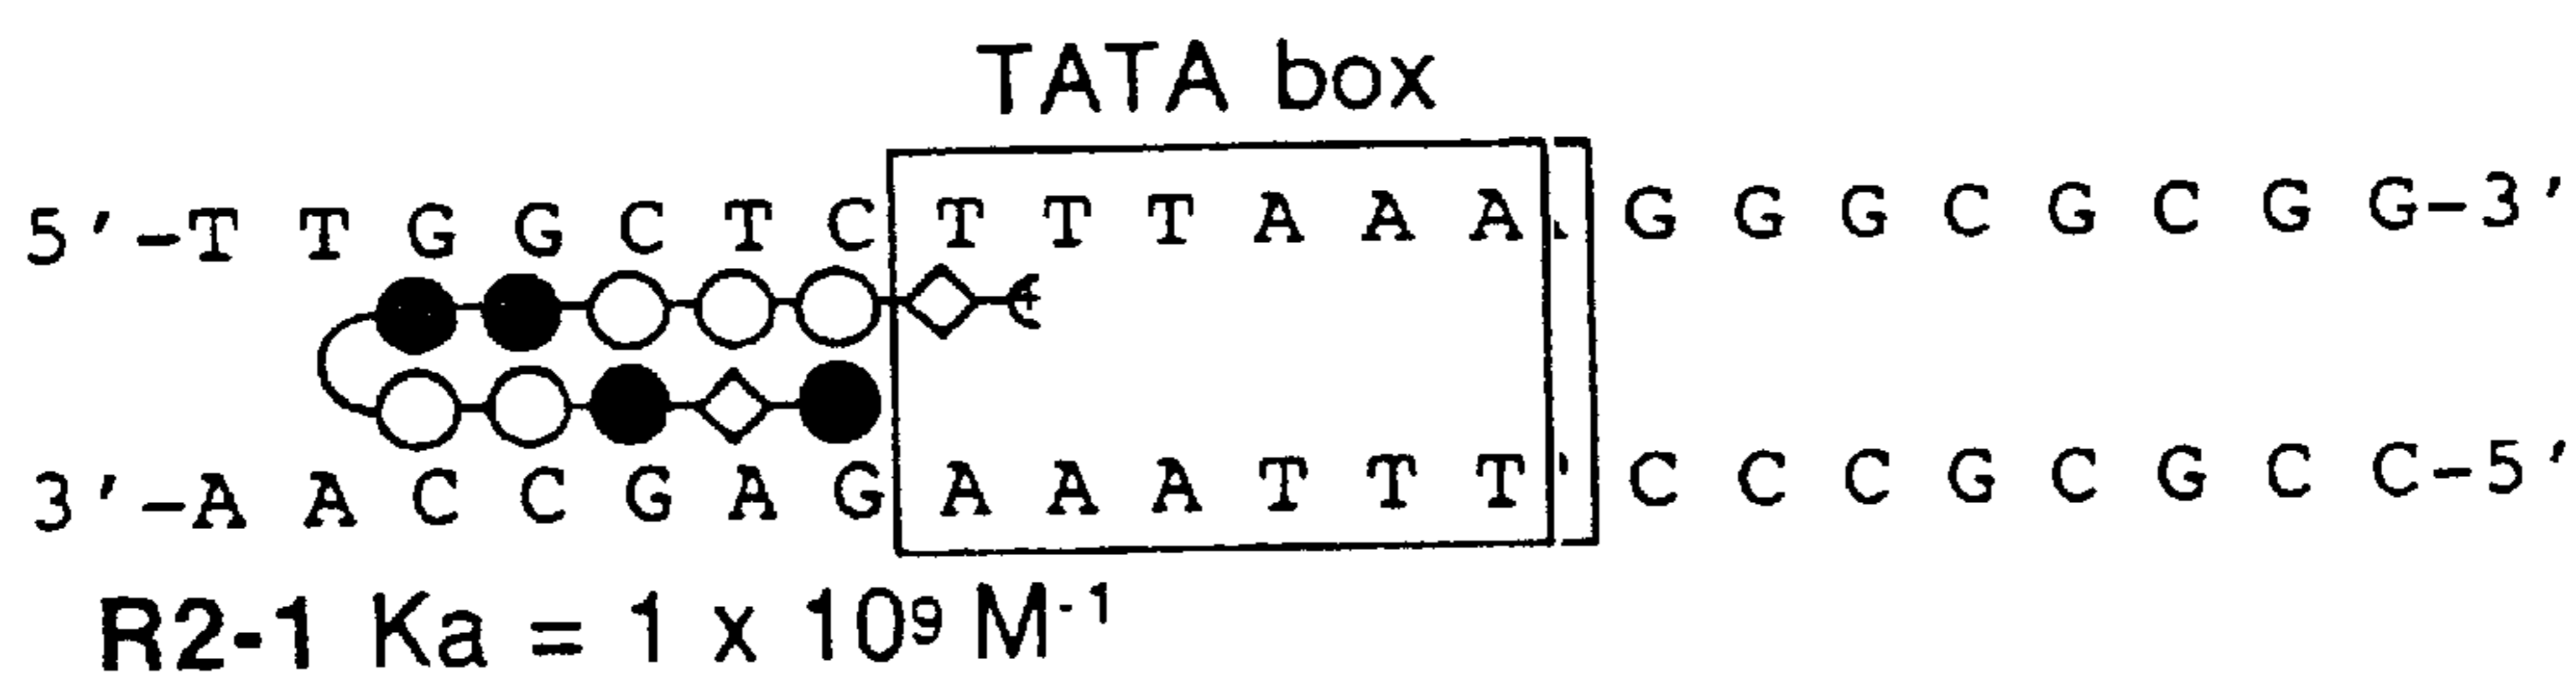 TATA box
5'-T T G G C T C T T T A A A G G G C G C G G-3'
3'-A A C C G A G A A A T T T C C C G C G C C-5'
R2-1 Ka = 1 x 10⁹ M⁻¹